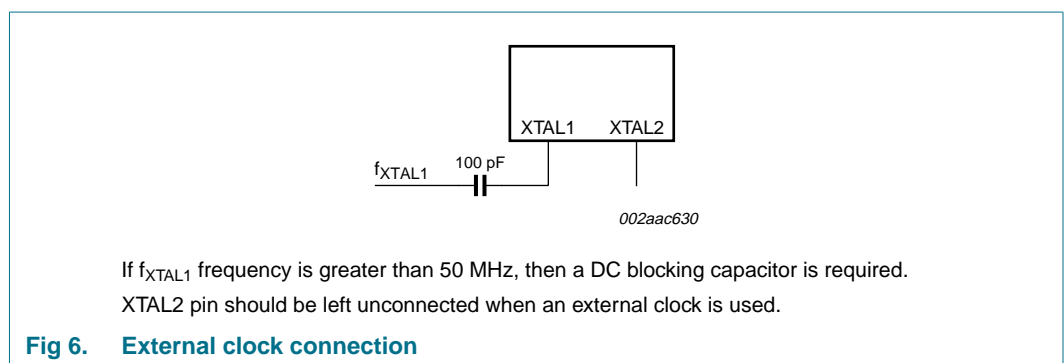 XTAL1 XTAL2
fXTAL1 100 pF
002aac630
If fXTAL1 frequency is greater than 50 MHz, then a DC blocking capacitor is required.
XTAL2 pin should be left unconnected when an external clock is used.
Fig 6. External clock connection